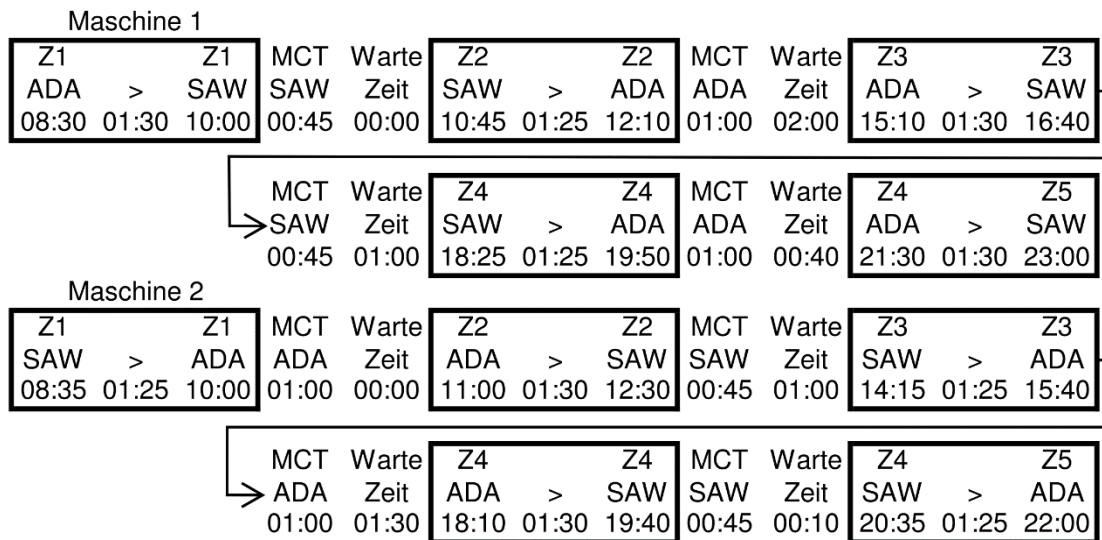 Maschine 1
Z1 Z1 MCT Warte Z2 Z2 MCT Warte Z3 Z3
ADA > SAW SAW Zeit SAW > ADA ADA Zeit ADA > SAW
08:30 01:30 10:00 00:45 00:00 10:45 01:25 12:10 01:00 02:00 15:10 01:30 16:40
MCT Warte Z4 Z4 MCT Warte Z4 Z5
SAW Zeit SAW > ADA ADA Zeit ADA > SAW
00:45 01:00 18:25 01:25 19:50 01:00 00:40 21:30 01:30 23:00
Maschine 2
Z1 Z1 MCT Warte Z2 Z2 MCT Warte Z3 Z3
SAW > ADA ADA Zeit ADA > SAW SAW Zeit SAW > ADA
08:35 01:25 10:00 01:00 00:00 11:00 01:30 12:30 00:45 01:00 14:15 01:25 15:40
MCT Warte Z4 Z4 MCT Warte Z4 Z5
ADA Zeit ADA > SAW SAW Zeit SAW > ADA
01:00 01:30 18:10 01:30 19:40 00:45 00:10 20:35 01:25 22:00